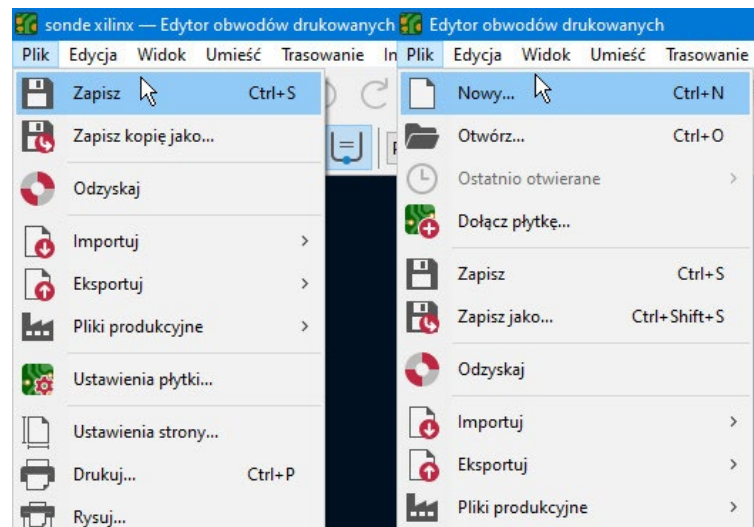 sonde xilinx — Edytor obwodów drukowanych
Plik Edycja Widok Umieść Trasowanie In
Zapisz Ctrl+S
Zapisz kopię jako...
Odzyskaj
Importuj
Eksportuj
Pliki produkcyjne
Ustawienia płytki...
Ustawienia strony...
Drukuj... Ctrl+P
Rysuj...
Edytor obwodów drukowanych
Plik Edycja Widok Umieść Trasowanie
Nowy... Ctrl+N
Otwórz... Ctrl+O
Ostatnio otwierane
Dołącz płytkę...
Zapisz Ctrl+S
Zapisz jako... Ctrl+Shift+S
Odzyskaj
Importuj
Eksportuj
Pliki produkcyjne